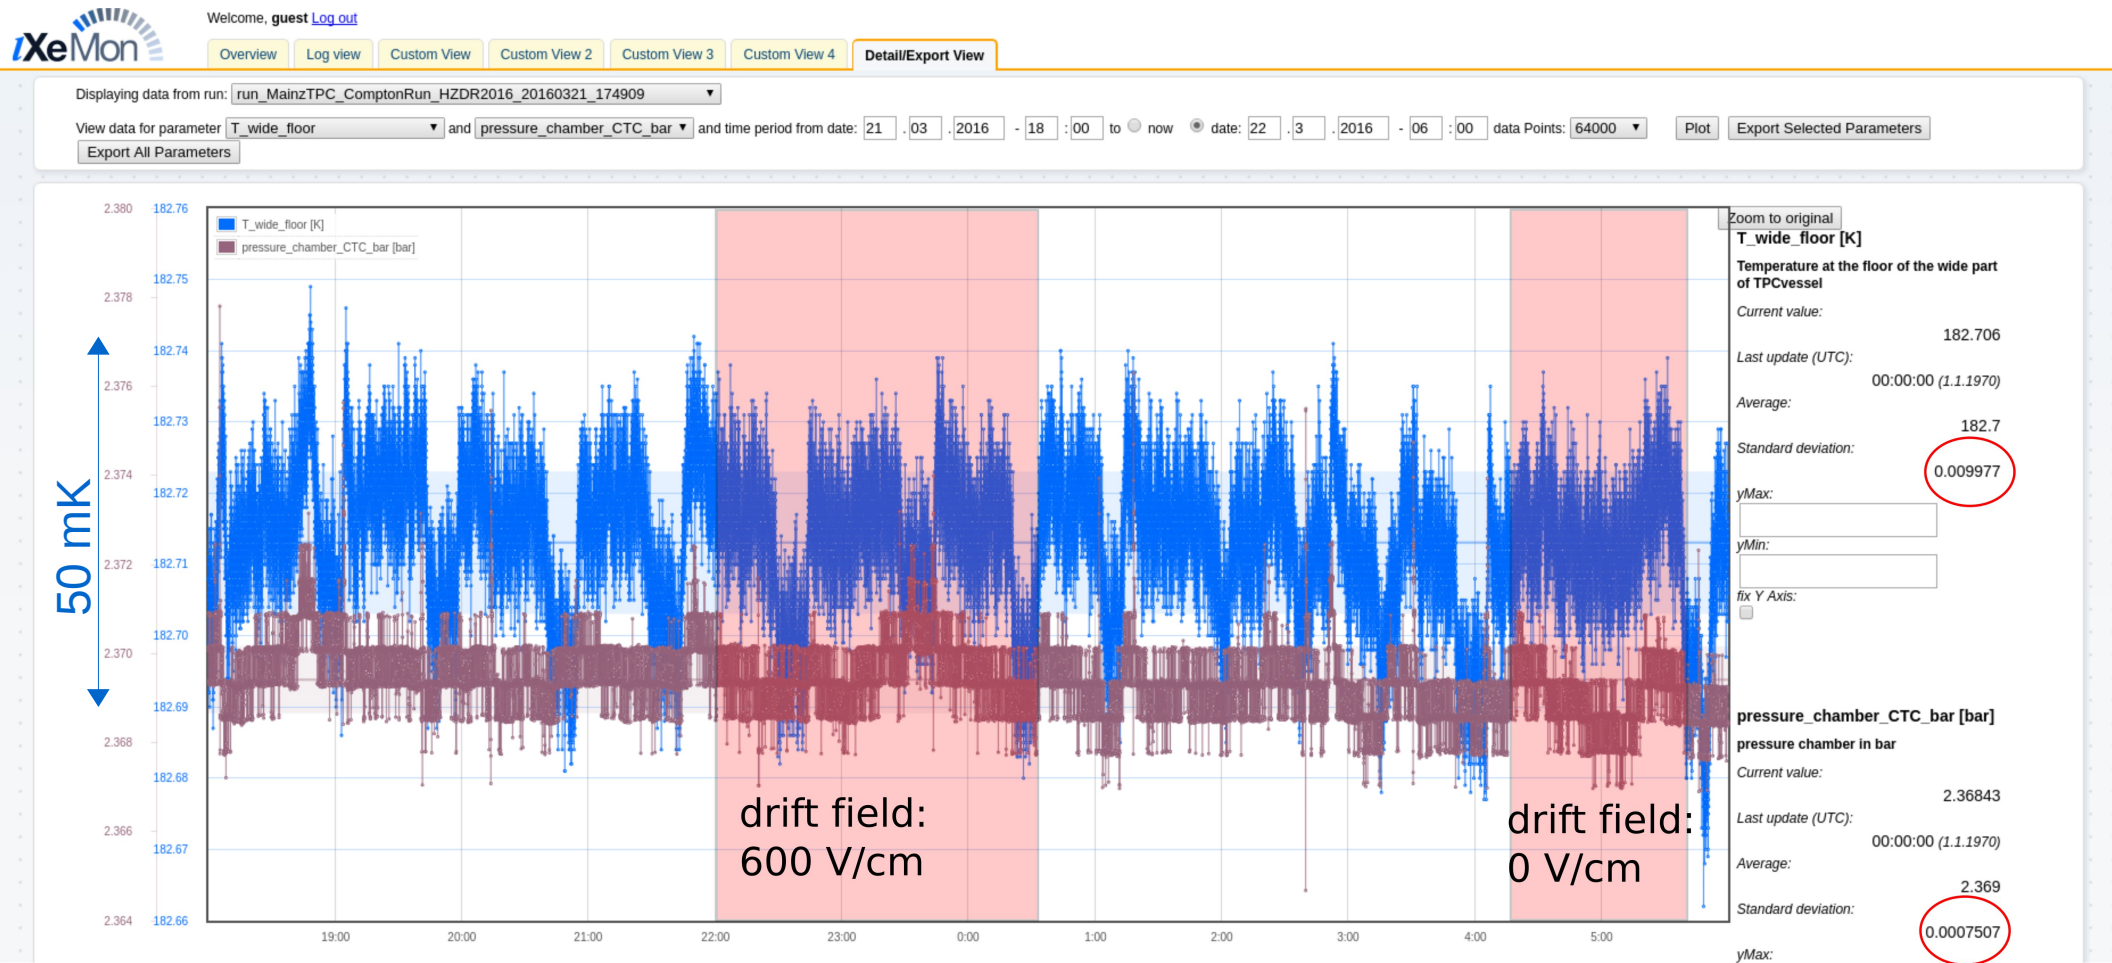 iXeMon
Welcome, guest Log out
Overview Log view Custom View Custom View 2 Custom View 3 Custom View 4 Detail/Export View
Displaying data from run: run_MainzTPC_ComptonRun_HZDR2016_20160321_174909
View data for parameter T_wide_floor and pressure_chamber_CTC_bar and time period from date: 21 .03 .2016 - 18 :00 to now date: 22 .3 .2016 - 06 :00 data Points: 64000 Plot Export Selected Parameters
Export All Parameters
2.380
2.378
2.376
2.374
2.372
2.370
2.368
2.366
2.364
182.76
182.75
182.74
182.73
182.72
182.71
182.70
182.69
182.68
182.67
182.66
50 mK
T_wide_floor [K]
pressure_chamber_CTC_bar [bar]
drift field:
600 V/cm
drift field:
0 V/cm
19:00 20:00 21:00 22:00 23:00 0:00 1:00 2:00 3:00 4:00 5:00
Zoom to original
T_wide_floor [K]
Temperature at the floor of the wide part
of TPCvessel
Current value:
182.706
Last update (UTC):
00:00:00 (1.1.1970)
Average:
182.7
Standard deviation:
0.009977
yMax:
yMin:
fix Y Axis:
pressure_chamber_CTC_bar [bar]
pressure chamber in bar
Current value:
2.36843
Last update (UTC):
00:00:00 (1.1.1970)
Average:
2.369
Standard deviation:
0.0007507
yMax: